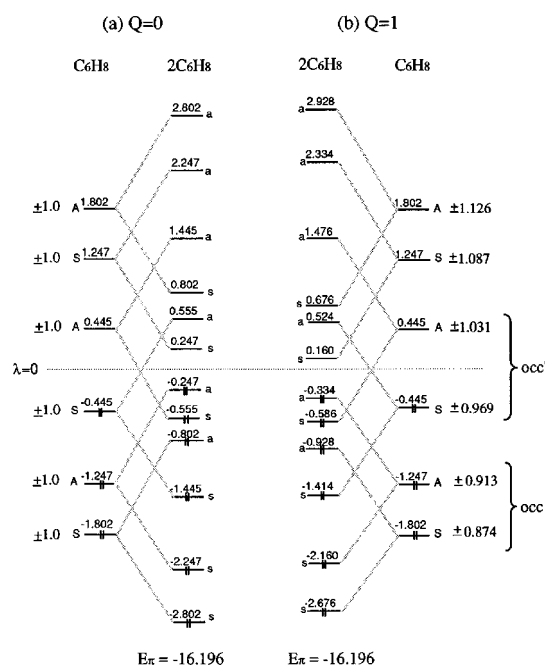 (a) Q=0 (b) Q=1
C6H8 2C6H8 2C6H8 C6H8
2.802 a
a 2.928
2.247 a
a 2.334
±1.0 A 1.802
1.802 A ±1.126
1.445 a
a 1.476
±1.0 S 1.247
1.247 S ±1.087
0.802 s
s 0.676
0.555 a
a 0.524
±1.0 A 0.445
0.445 A ±1.031
0.247 s
s 0.160
λ=0
occ'
-0.247 a
a -0.334
±1.0 S -0.445
-0.445 S ±0.969
-0.555 s
s -0.586
-0.802 a
a -0.928
±1.0 A -1.247
-1.247 A ±0.913
-1.445 s
s -1.414
occ
±1.0 S -1.802
-1.802 S ±0.874
-2.247 s
s -2.160
-2.802 s
s -2.676
Eπ = -16.196 Eπ = -16.196